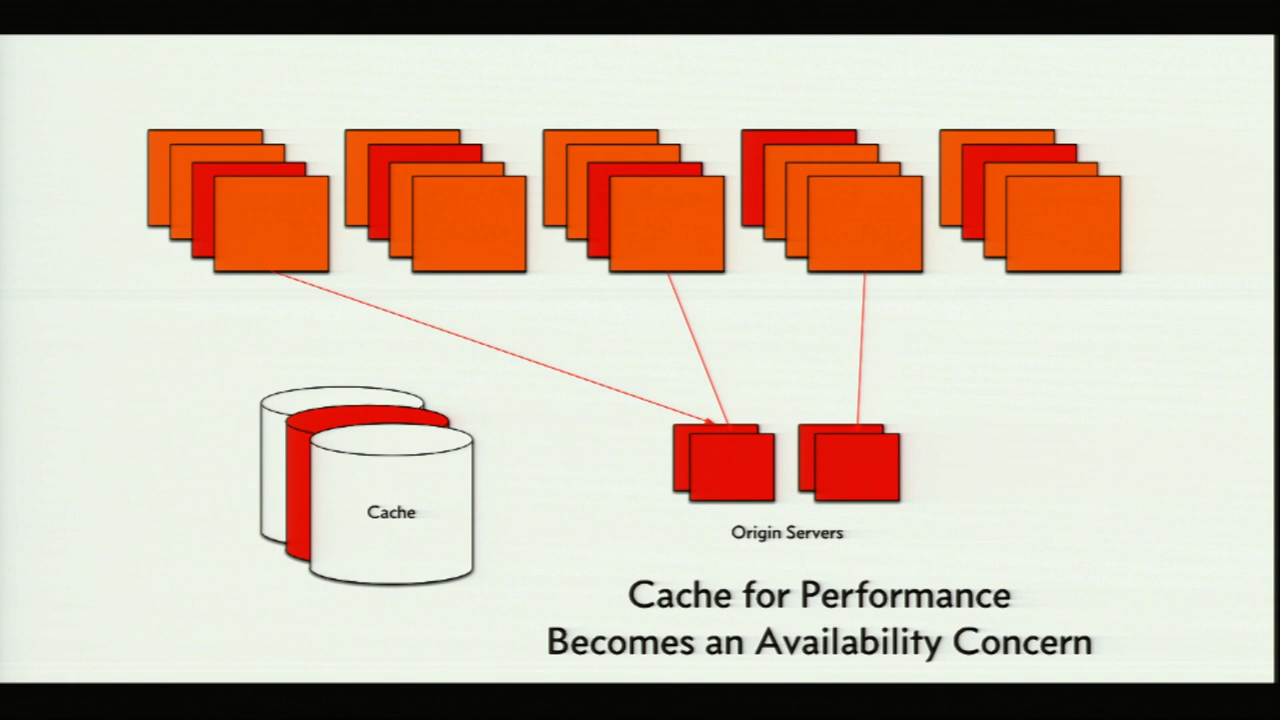 Cache
Origin Servers
Cache for Performance
Becomes an Availability Concern